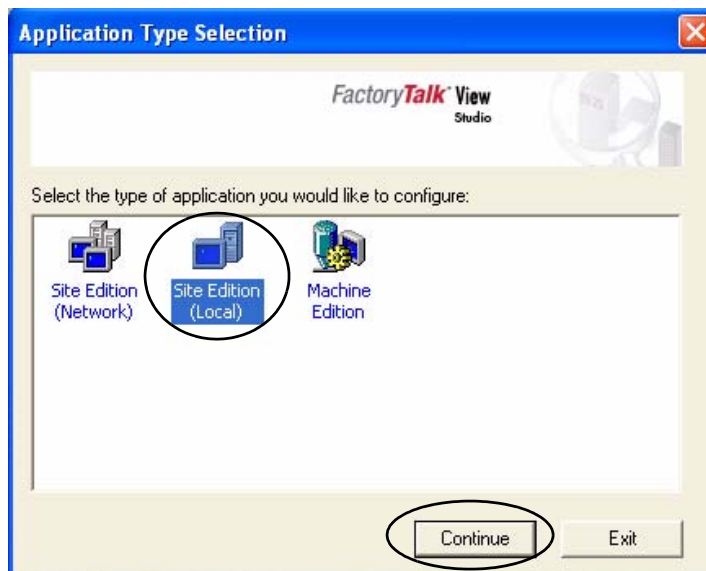 Application Type Selection
FactoryTalk View
Studio
Select the type of application you would like to configure:
Site Edition
(Network)
Site Edition
(Local)
Machine
Edition
Continue
Exit